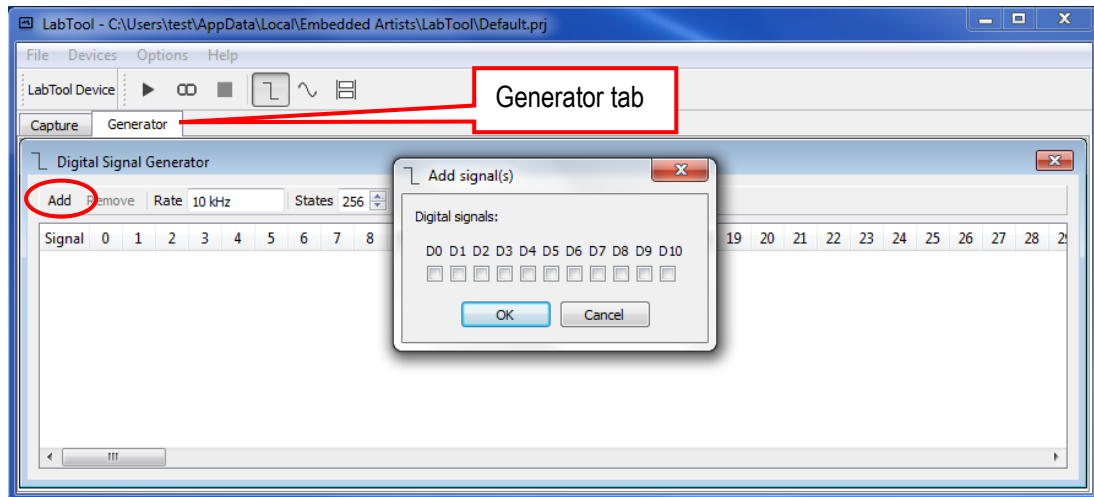 LabTool - C:\Users\test\AppData\Local\Embedded Artists\LabTool\Default.prj
File Devices Options Help
LabTool Device
Generator tab
Capture Generator
Digital Signal Generator
Add Remove Rate 10 kHz States 256
Signal 0 1 2 3 4 5 6 7 8 19 20 21 22 23 24 25 26 27 28
Add signal(s)
Digital signals:
D0 D1 D2 D3 D4 D5 D6 D7 D8 D9 D10
OK Cancel